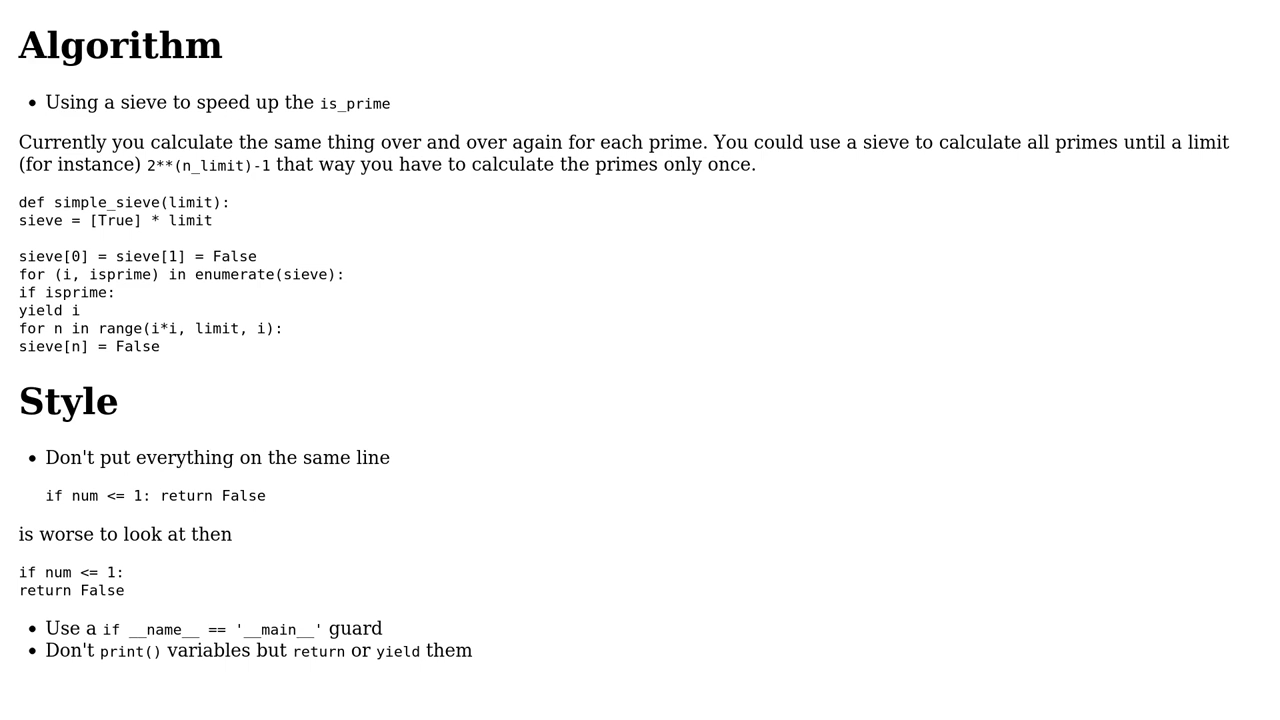 Algorithm
• Using a sieve to speed up the is_prime
Currently you calculate the same thing over and over again for each prime. You could use a sieve to calculate all primes until a limit
(for instance) 2**(n_limit)-1 that way you have to calculate the primes only once.
def simple_sieve(limit):
sieve = [True] * limit
sieve[0] = sieve[1] = False
for (i, isprime) in enumerate(sieve):
if isprime:
yield i
for n in range(i*i, limit, i):
sieve[n] = False
Style
• Don't put everything on the same line
if num <= 1: return False
is worse to look at then
if num <= 1:
return False
• Use a if __name__ == '__main__' guard
• Don't print() variables but return or yield them